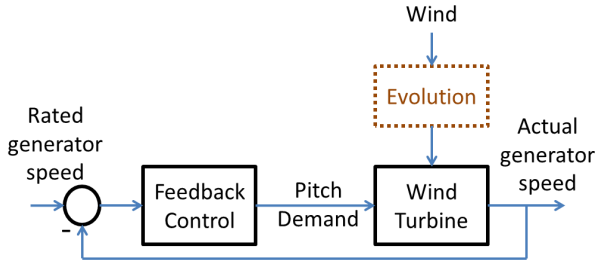 Wind
Evolution
Rated
generator
speed
-
Feedback
Control
Pitch
Demand
Wind
Turbine
Actual
generator
speed